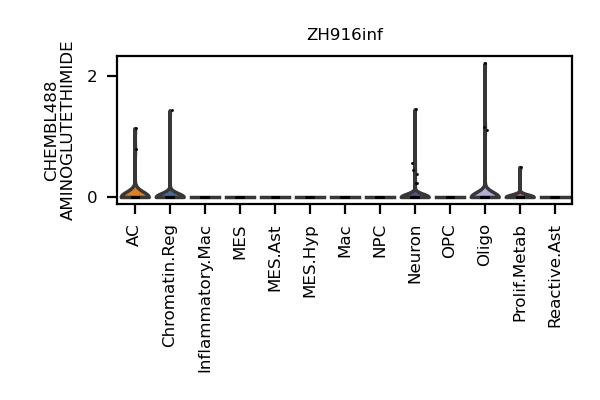 ZH916inf
CHEMBL488
AMINOGLUTETHIMIDE
2
0
AC
Chromatin.Reg
Inflammatory.Mac
MES
MES.Ast
MES.Hyp
Mac
NPC
Neuron
OPC
Oligo
Prolif.Metab
Reactive.Ast